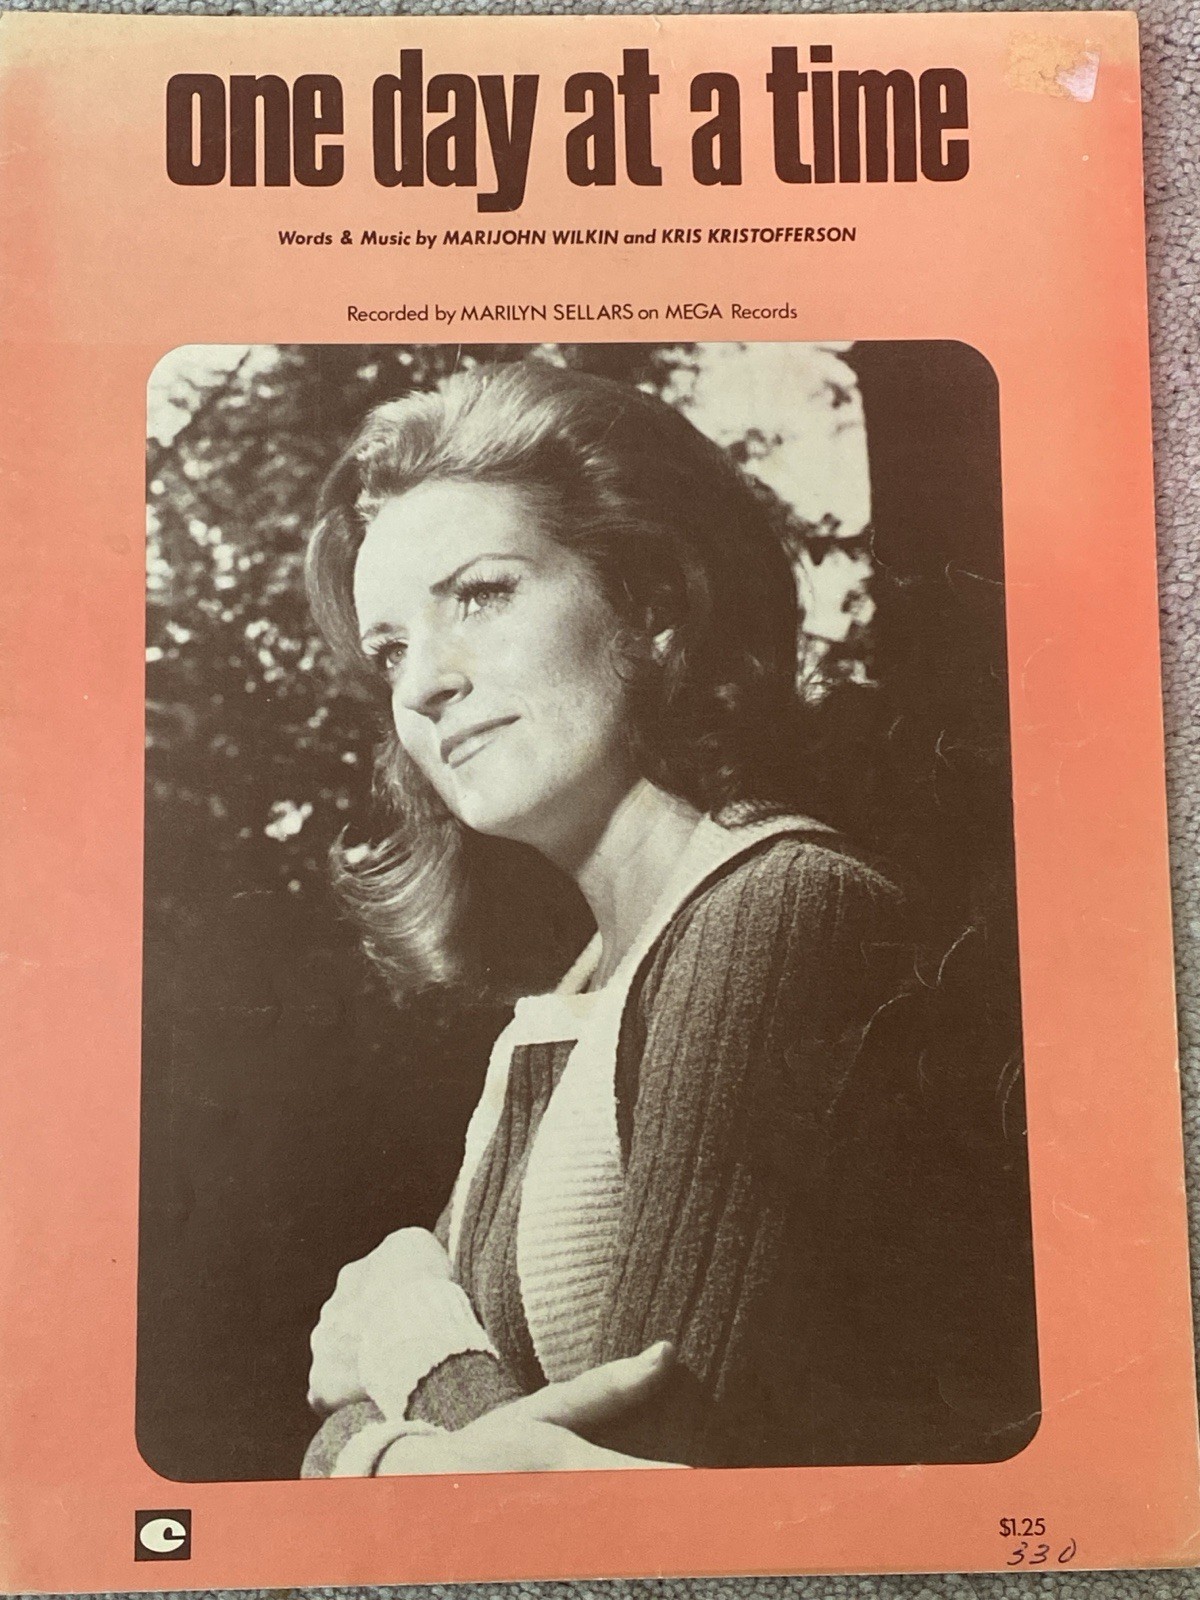 one day at a time
Words & Music by MARIJOHN WILKIN and KRIS KRISTOFFERSON
Recorded by MARILYN SELLARS on MEGA Records
$1.25
330